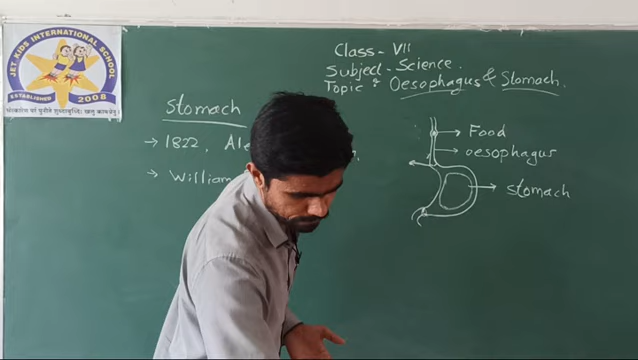 JET KIDS INTERNATIONAL SCHOOL
ESTABLISHED 2008
Class - VII
Subject - Science.
Topic : Oesophagus & Stomach.
Stomach
→ 1822,
→ William
→ Food
→ oesophagus
→ stomach